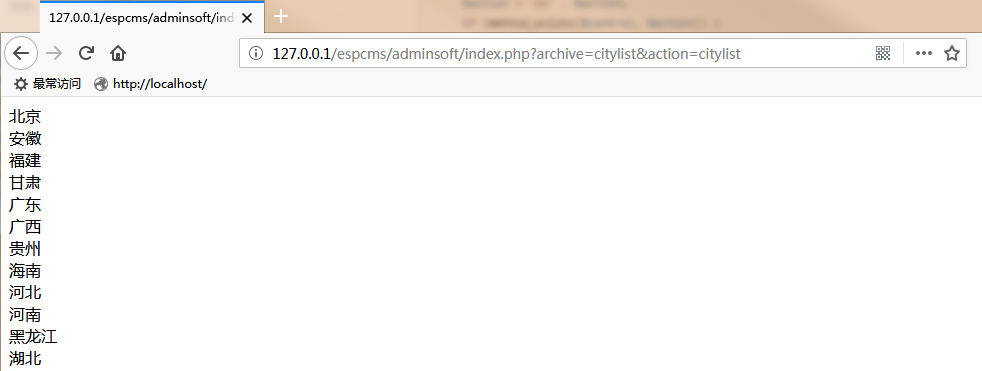 127.0.0.1/espcms/adminsoft/ind
127.0.0.1/espcms/adminsoft/index.php?archive=citylist&action=citylist
最常访问 http://localhost/
北京
安徽
福建
甘肃
广东
广西
贵州
海南
河北
河南
黑龙江
湖北